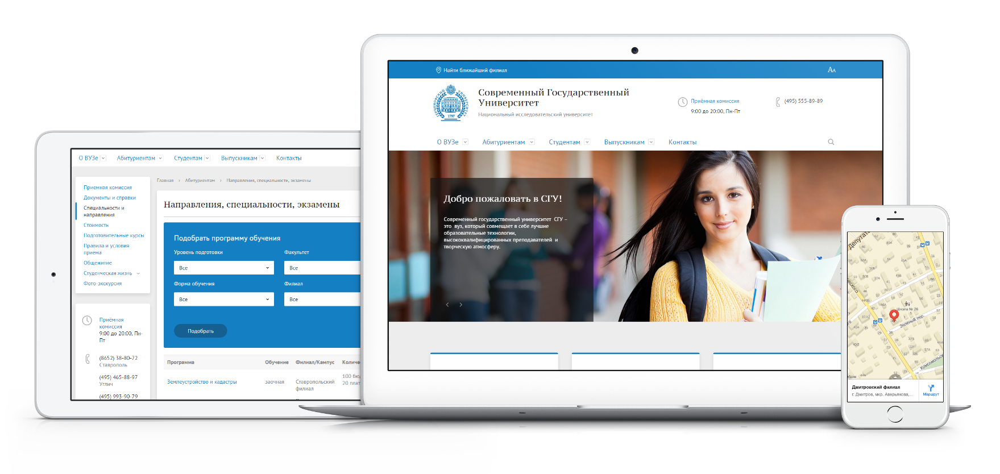 О ВУЗе
Абитуриентам
Студентам
Выпускникам
Контакты
Приемная комиссия
Документы и справки
Специальности и
направления
Стоимость
Подготовительные курсы
Правила и условия
приема
Общежитие
Студенческая жизнь
Фото-экскурсия
Приёмная
комиссия
9:00 до 20:00, Пн-
Пт
(8652) 38-80-72
Ставрополь
(495) 465-88-97
Углич
(495) 993-90-79
Главная › Абитуриентам › Направления, специальности, экзамены
Направления, специальности, экзамены
Подобрать программу обучения
Уровень подготовки
Факультет
Все
Все
Форма обучения
Филиал
Все
Все
Подобрать
Программа
Обучение
Филиал/Кампус
Количес
Землеустройство и кадастры
заочная
Ставропольский
филиал
100 бю
20 плат
Найти ближайший филиал
АА
1797
Современный Государственный
Университет
Национальный исследовательский университет
Приёмная комиссия
9:00 до 20:00, Пн-Пт
(495) 555-89-89
О ВУЗе
Абитуриентам
Студентам
Выпускникам
Контакты
Добро пожаловать в СГУ!
Современный государственный университет СГУ –
это вуз, который совмещает в себе лучшие
образовательные технологии,
высококвалифицированных преподавателей и
творческую атмосферу.
Депутат
Школа № 26
Зеленый пер.
Комсомольск
Дмитровский филиал
г. Дмитров, мкр. Аверьянова,...
Маршрут